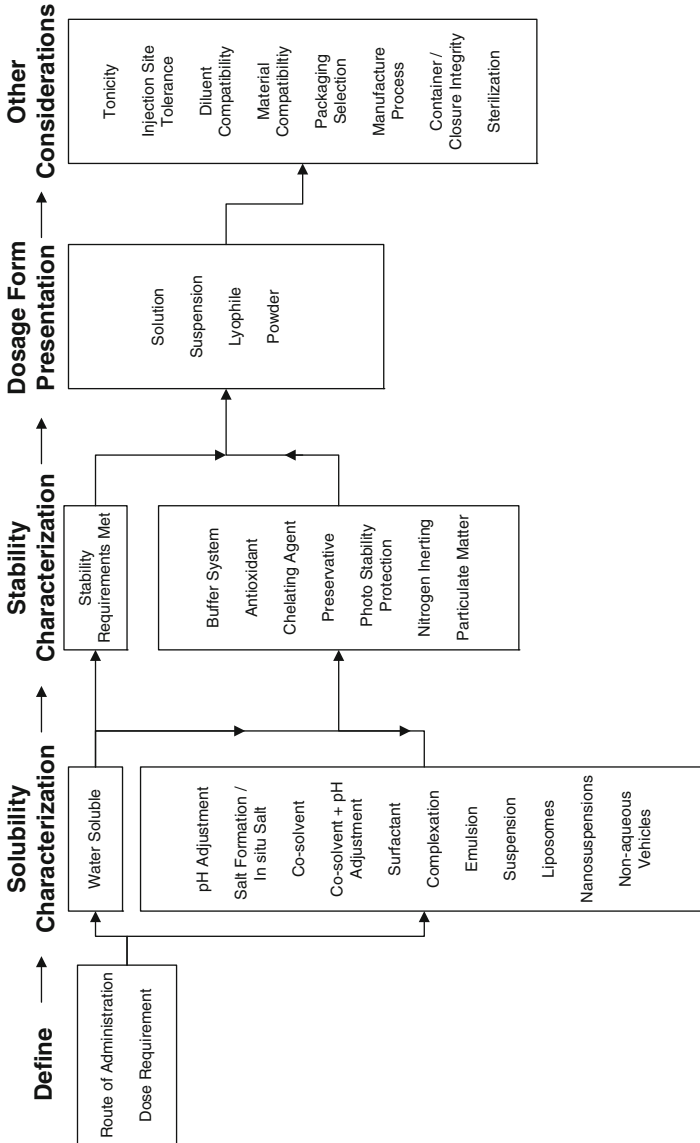 Define
Solubility
Characterization
Stability
Characterization
Dosage Form
Presentation
Other
Considerations
Route of Administration
Dose Requirement
Water Soluble
pH Adjustment
Salt Formation /
In situ Salt
Co-solvent
Co-solvent + pH
Adjustment
Surfactant
Complexation
Emulsion
Suspension
Liposomes
Nanosuspensions
Non-aqueous
Vehicles
Stability
Requirements Met
Buffer System
Antioxidant
Chelating Agent
Preservative
Photo Stability
Protection
Nitrogen Inerting
Particulate Matter
Solution
Suspension
Lyophile
Powder
Tonicity
Injection Site
Tolerance
Diluent
Compatibility
Material
Compatibiltiy
Packaging
Selection
Manufacture
Process
Container /
Closure Integrity
Sterilization